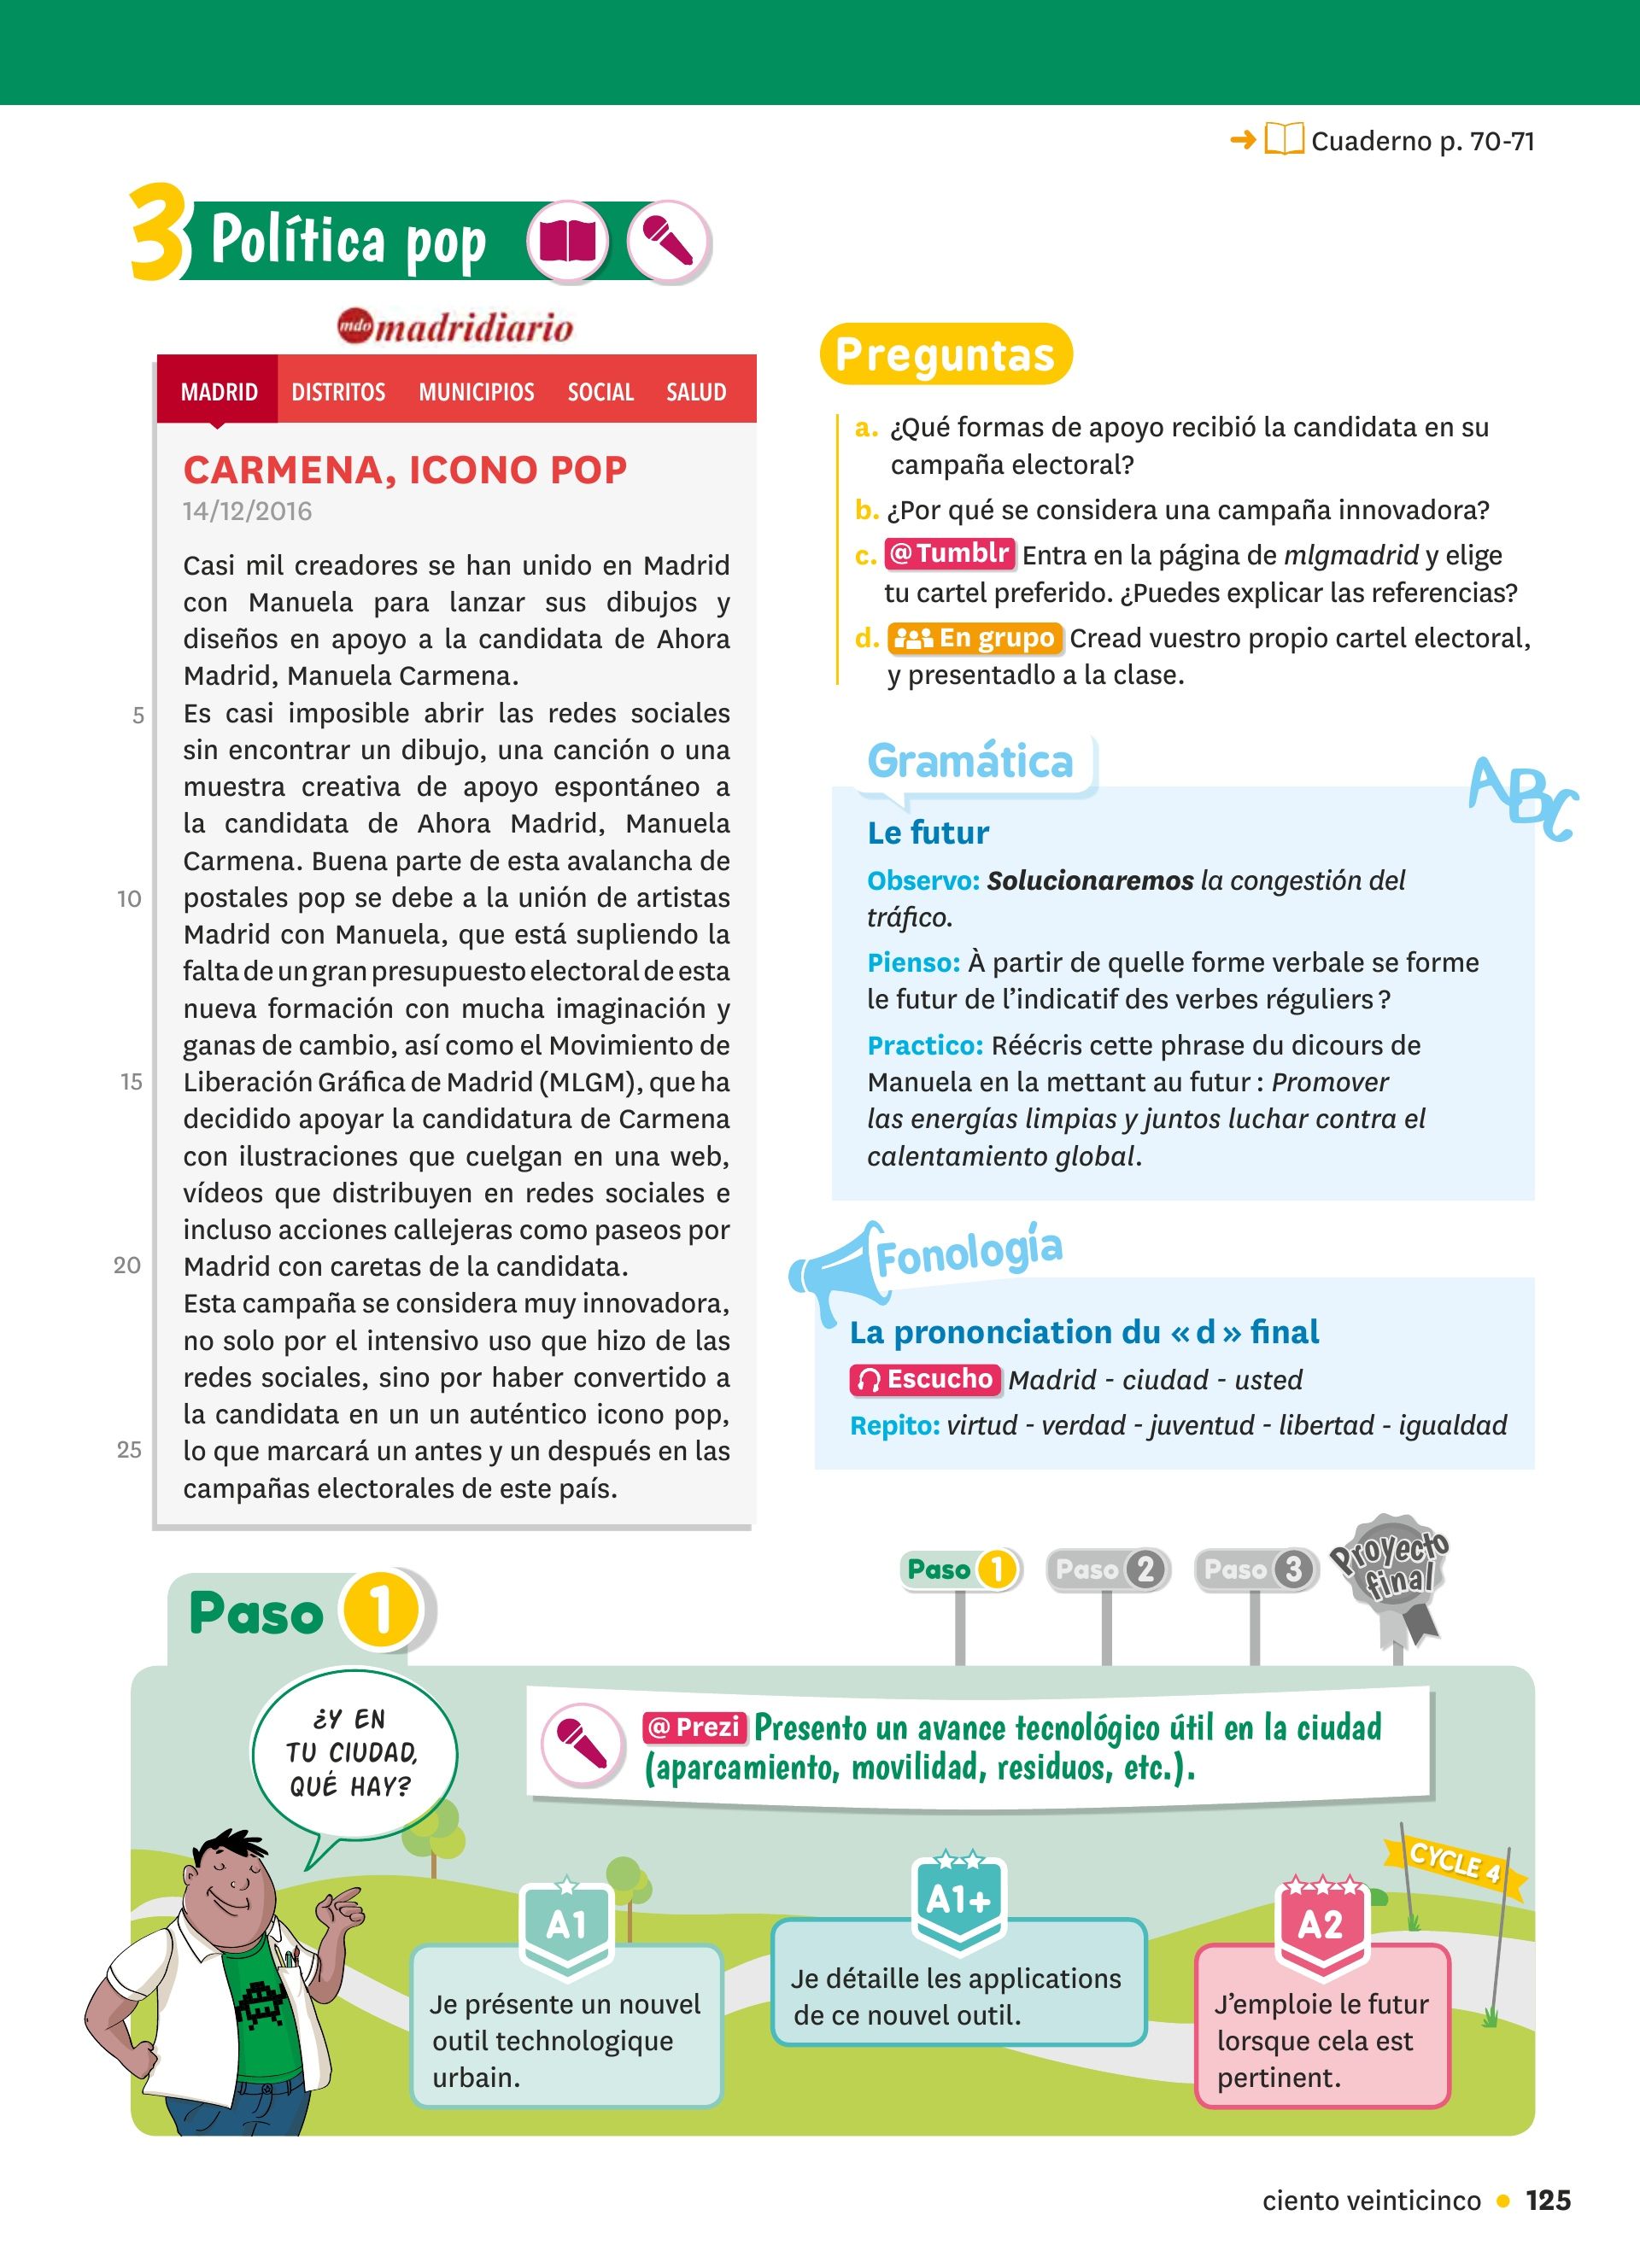 Cuaderno p. 70-71
3 Política pop
mdo madridiario
MADRID DISTRITOS MUNICIPIOS SOCIAL SALUD
CARMENA, ICONO POP
14/12/2016
Casi mil creadores se han unido en Madrid
con Manuela para lanzar sus dibujos y
diseños en apoyo a la candidata de Ahora
Madrid, Manuela Carmena.
5 Es casi imposible abrir las redes sociales
sin encontrar un dibujo, una canción o una
muestra creativa de apoyo espontáneo a
la candidata de Ahora Madrid, Manuela
Carmena. Buena parte de esta avalancha de
10 postales pop se debe a la unión de artistas
Madrid con Manuela, que está supliendo la
falta de un gran presupuesto electoral de esta
nueva formación con mucha imaginación y
ganas de cambio, así como el Movimiento de
15 Liberación Gráfica de Madrid (MLGM), que ha
decidido apoyar la candidatura de Carmena
con ilustraciones que cuelgan en una web,
vídeos que distribuyen en redes sociales e
incluso acciones callejeras como paseos por
20 Madrid con caretas de la candidata.
Esta campaña se considera muy innovadora,
no solo por el intensivo uso que hizo de las
redes sociales, sino por haber convertido a
la candidata en un un auténtico icono pop,
25 lo que marcará un antes y un después en las
campañas electorales de este país.
Preguntas
a. ¿Qué formas de apoyo recibió la candidata en su
campaña electoral?
b. ¿Por qué se considera una campaña innovadora?
c. @ Tumblr Entra en la página de mlgmadrid y elige
tu cartel preferido. ¿Puedes explicar las referencias?
d. En grupo Cread vuestro propio cartel electoral,
y presentadlo a la clase.
Gramática
ABC
Le futur
Observo: Solucionaremos la congestión del
tráfico.
Pienso: À partir de quelle forme verbale se forme
le futur de l'indicatif des verbes réguliers ?
Practico: Réécris cette phrase du dicours de
Manuela en la mettant au futur : Promover
las energías limpias y juntos luchar contra el
calentamiento global.
Fonología
La prononciation du « d » final
Escucho Madrid - ciudad - usted
Repito: virtud - verdad - juventud - libertad - igualdad
Paso 1 Paso 2 Paso 3 Proyecto
final
Paso 1
¿Y EN
TU CIUDAD,
QUÉ HAY?
@ Prezi Presento un avance tecnológico útil en la ciudad
(aparcamiento, movilidad, residuos, etc.).
CYCLE 4
A1
Je présente un nouvel
outil technologique
urbain.
A1+
Je détaille les applications
de ce nouvel outil.
A2
J'emploie le futur
lorsque cela est
pertinent.
ciento veinticinco • 125